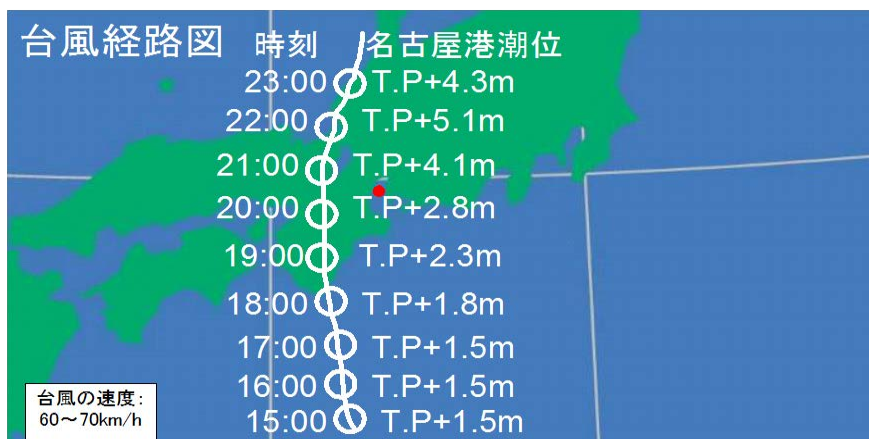 台風経路図 時刻 名古屋港潮位
23:00 T.P+4.3m
22:00 T.P+5.1m
21:00 T.P+4.1m
20:00 T.P+2.8m
19:00 T.P+2.3m
18:00 T.P+1.8m
17:00 T.P+1.5m
16:00 T.P+1.5m
15:00 T.P+1.5m
台風の速度:
60~70km/h